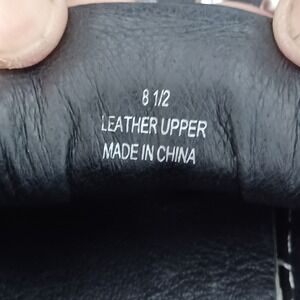 8 1/2
LEATHER UPPER
MADE IN CHINA